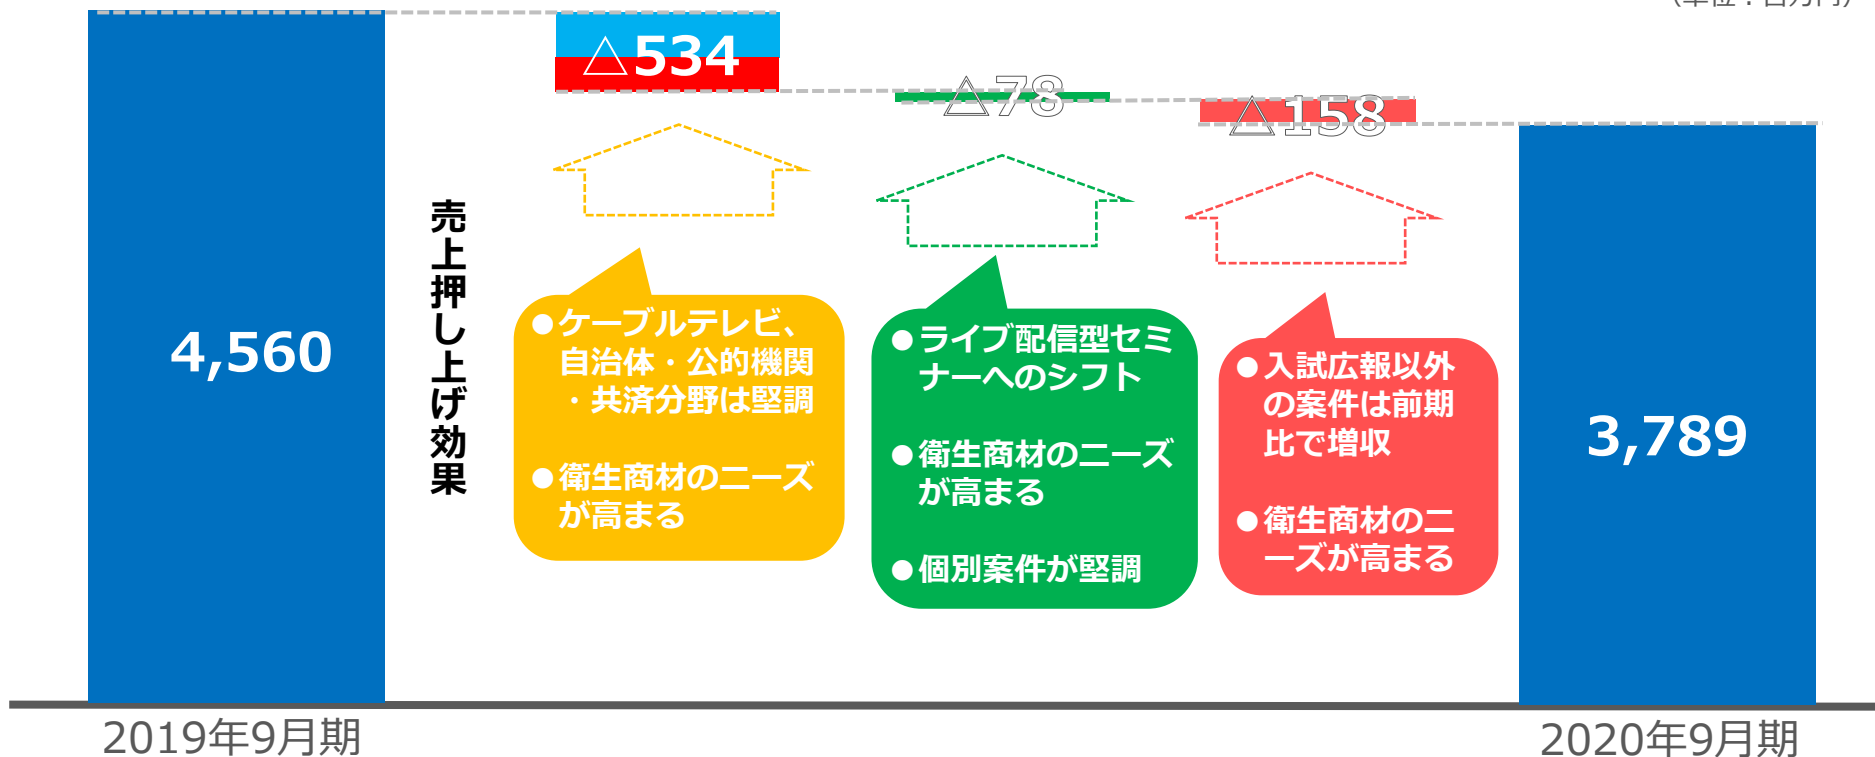 (単位：百万円)
△534
△78
△158
4,560
売上押し上げ効果
●ケーブルテレビ、
自治体・公的機関
・共済分野は堅調
●衛生商材のニーズ
が高まる
●ライブ配信型セミ
ナーへのシフト
●衛生商材のニーズ
が高まる
●個別案件が堅調
●入試広報以外
の案件は前期
比で増収
●衛生商材のニ
ーズが高まる
3,789
2019年9月期
2020年9月期